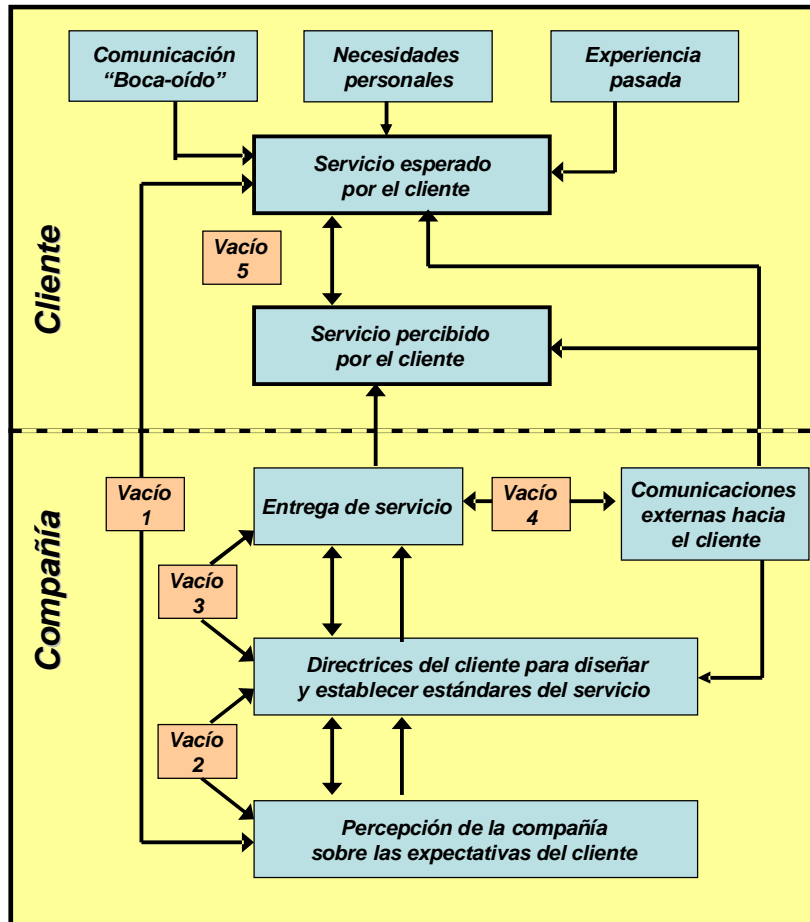 Comunicación
“Boca-oído”
Necesidades
personales
Experiencia
pasada
Servicio esperado
por el cliente
Vacío
5
Cliente
Servicio percibido
por el cliente
Vacío
1
Entrega de servicio
Vacío
4
Comunicaciones
externas hacia
el cliente
Compañía
Vacío
3
Directrices del cliente para diseñar
y establecer estándares del servicio
Vacío
2
Percepción de la compañía
sobre las expectativas del cliente